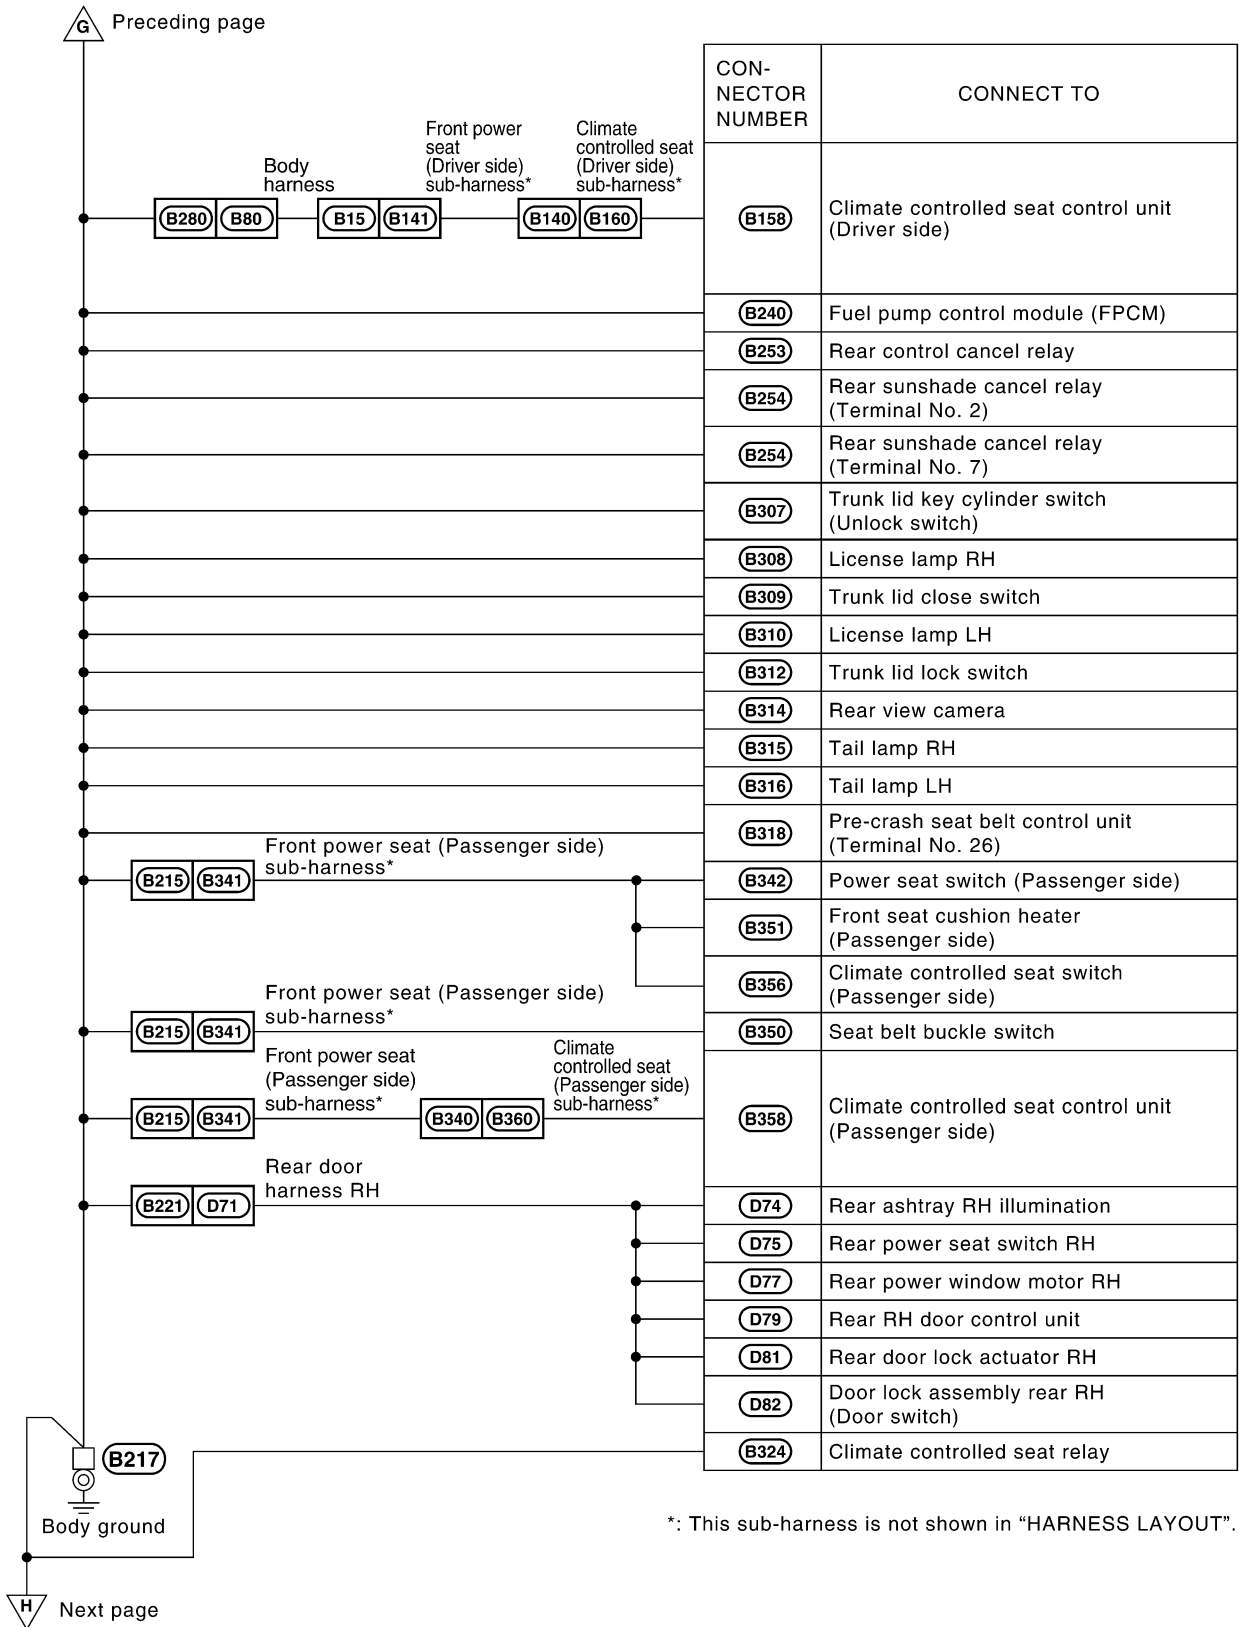 G Preceding page
CON-
NECTOR
NUMBER
CONNECT TO
Body
harness
Front power
seat
(Driver side)
sub-harness*
Climate
controlled seat
(Driver side)
sub-harness*
B280 B80 B15 B141 B140 B160 B158 Climate controlled seat control unit
(Driver side)
B240 Fuel pump control module (FPCM)
B253 Rear control cancel relay
B254 Rear sunshade cancel relay
(Terminal No. 2)
B254 Rear sunshade cancel relay
(Terminal No. 7)
B307 Trunk lid key cylinder switch
(Unlock switch)
B308 License lamp RH
B309 Trunk lid close switch
B310 License lamp LH
B312 Trunk lid lock switch
B314 Rear view camera
B315 Tail lamp RH
B316 Tail lamp LH
B318 Pre-crash seat belt control unit
(Terminal No. 26)
Front power seat (Passenger side)
sub-harness*
B215 B341 B342 Power seat switch (Passenger side)
B351 Front seat cushion heater
(Passenger side)
B356 Climate controlled seat switch
(Passenger side)
Front power seat (Passenger side)
sub-harness*
B215 B341 B350 Seat belt buckle switch
Front power seat
(Passenger side)
sub-harness*
Climate
controlled seat
(Passenger side)
sub-harness*
B215 B341 B340 B360 B358 Climate controlled seat control unit
(Passenger side)
Rear door
harness RH
B221 D71 D74 Rear ashtray RH illumination
D75 Rear power seat switch RH
D77 Rear power window motor RH
D79 Rear RH door control unit
D81 Rear door lock actuator RH
D82 Door lock assembly rear RH
(Door switch)
B324 Climate controlled seat relay
B217
Body ground
*: This sub-harness is not shown in “HARNESS LAYOUT”.
H Next page